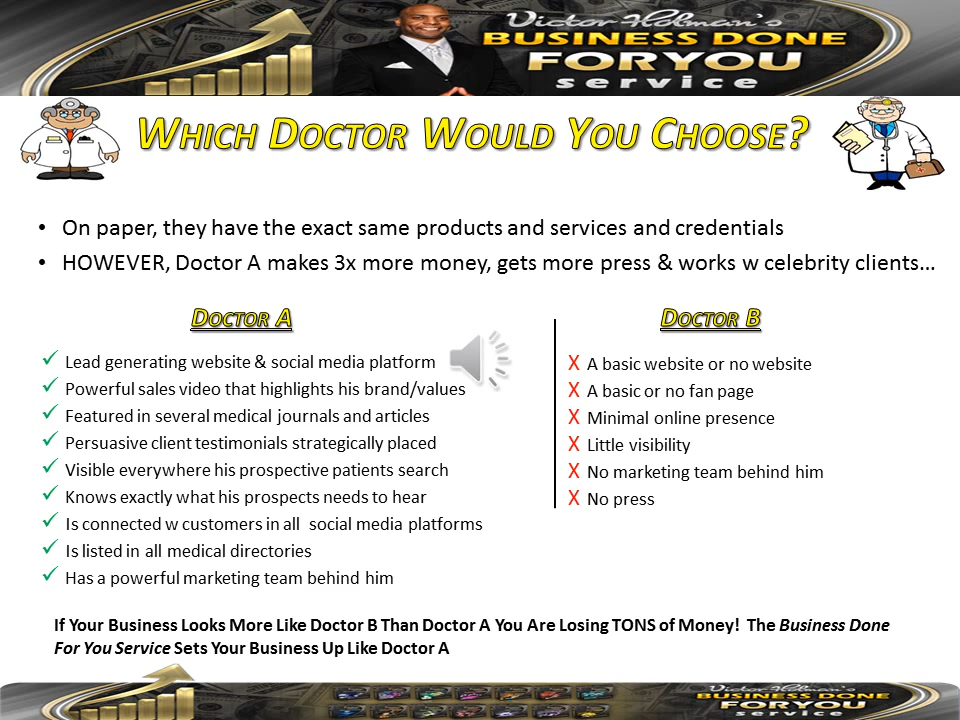 Victor Holman's
BUSINESS DONE
FORYOU
service
WHICH DOCTOR WOULD YOU CHOOSE?
• On paper, they have the exact same products and services and credentials
• HOWEVER, Doctor A makes 3x more money, gets more press & works w celebrity clients...
DOCTOR A
✓ Lead generating website & social media platform
✓ Powerful sales video that highlights his brand/values
✓ Featured in several medical journals and articles
✓ Persuasive client testimonials strategically placed
✓ Visible everywhere his prospective patients search
✓ Knows exactly what his prospects needs to hear
✓ Is connected w customers in all  social media platforms
✓ Is listed in all medical directories
✓ Has a powerful marketing team behind him
DOCTOR B
X A basic website or no website
X A basic or no fan page
X Minimal online presence
X Little visibility
X No marketing team behind him
X No press
If Your Business Looks More Like Doctor B Than Doctor A You Are Losing TONS of Money!  The Business Done
For You Service Sets Your Business Up Like Doctor A
Victor Holman's
BUSINESS DONE
FORYOU
service